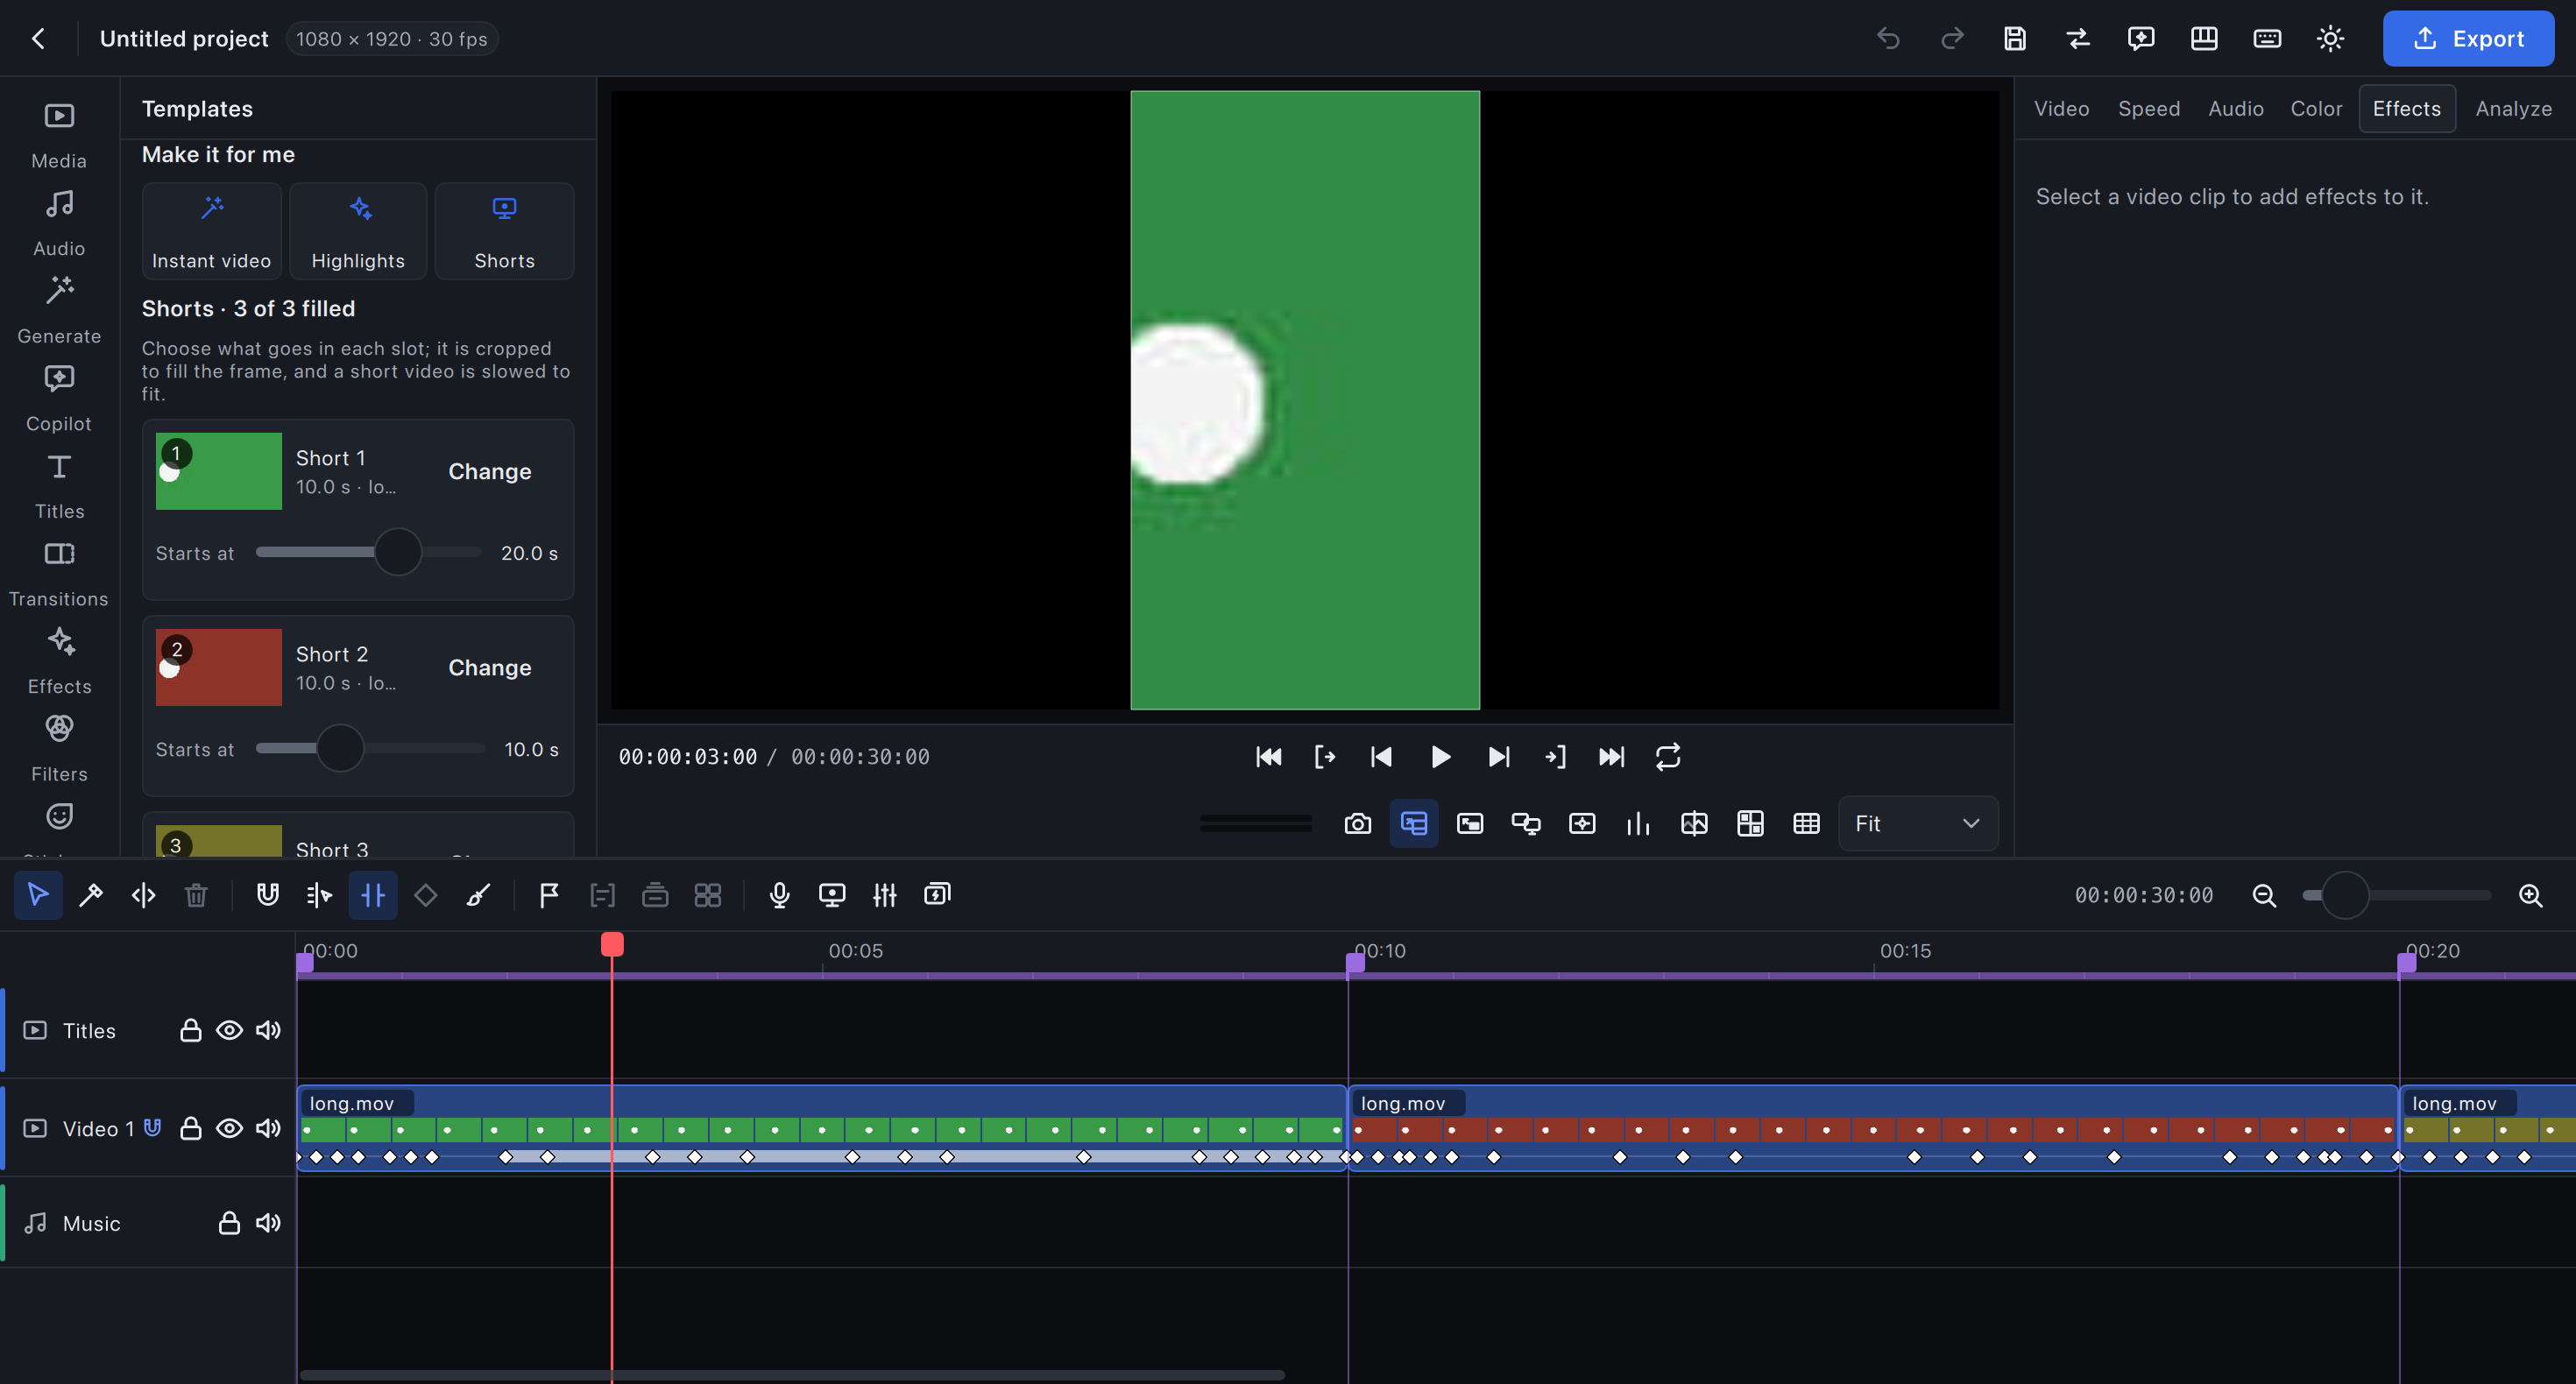 Untitled project
1080 × 1920 · 30 fps
Export
Media
Audio
Generate
Copilot
Titles
Transitions
Effects
Filters
Templates
Make it for me
Instant video
Highlights
Shorts
Shorts · 3 of 3 filled
Choose what goes in each slot; it is cropped
to fill the frame, and a short video is slowed to
fit.
1
Short 1
10.0 s · lo…
Change
Starts at
20.0 s
2
Short 2
10.0 s · lo…
Change
Starts at
10.0 s
3
Short 3
00:00:03:00 / 00:00:30:00
Fit
Video
Speed
Audio
Color
Effects
Analyze
Select a video clip to add effects to it.
00:00:30:00
00:00
00:05
00:10
00:15
00:20
Titles
Video 1
long.mov
long.mov
long.mov
Music